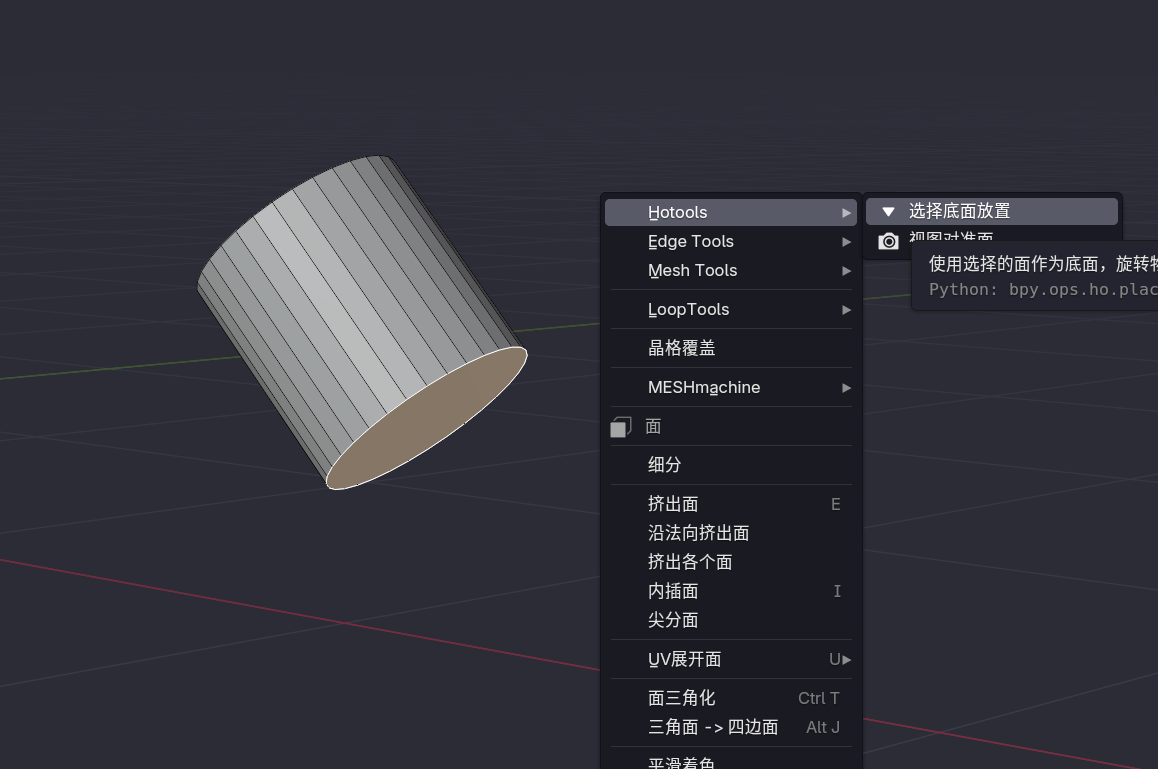 Hotools
Edge Tools
Mesh Tools
LoopTools
晶格覆盖
MESHmachine
面
细分
挤出面 E
沿法向挤出面
挤出各个面
内插面 I
尖分面
UV展开面 U
面三角化 Ctrl T
三角面 -> 四边面 Alt J
平滑着色
选择底面放置
视图对准面
使用选择的面作为底面，旋转
Python: bpy.ops.ho.plac